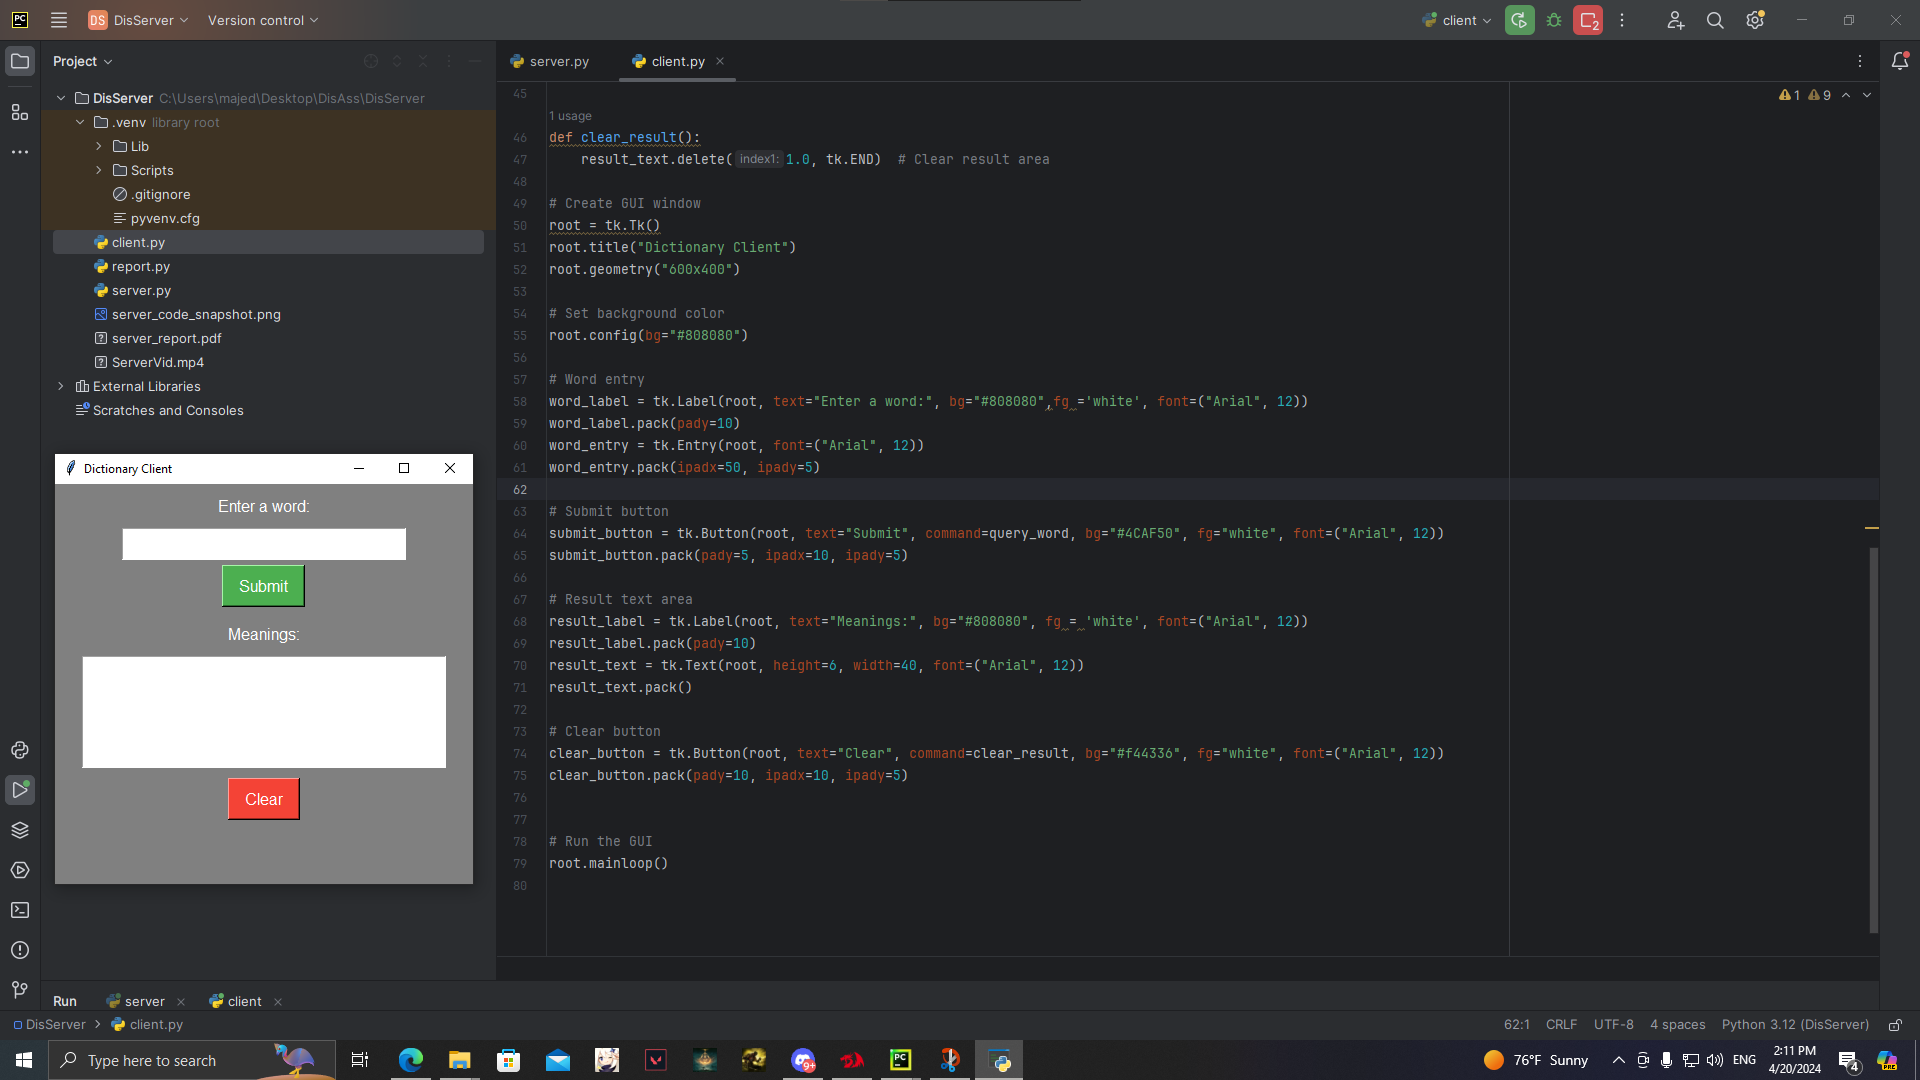 PC
DS DisServer
Version control
client
2
Project
server.py
client.py
DisServer C:\Users\majed\Desktop\DisAss\DisServer
.venv library root
Lib
Scripts
.gitignore
pyvenv.cfg
client.py
report.py
server.py
server_code_snapshot.png
server_report.pdf
ServerVid.mp4
External Libraries
Scratches and Consoles
Dictionary Client
Enter a word:
Submit
Meanings:
Clear
1 9
45
1 usage
46 def clear_result():
47 result_text.delete( index1: 1.0, tk.END) # Clear result area
48
49 # Create GUI window
50 root = tk.Tk()
51 root.title("Dictionary Client")
52 root.geometry("600x400")
53
54 # Set background color
55 root.config(bg="#808080")
56
57 # Word entry
58 word_label = tk.Label(root, text="Enter a word:", bg="#808080",fg ='white', font=("Arial", 12))
59 word_label.pack(pady=10)
60 word_entry = tk.Entry(root, font=("Arial", 12))
61 word_entry.pack(ipadx=50, ipady=5)
62
63 # Submit button
64 submit_button = tk.Button(root, text="Submit", command=query_word, bg="#4CAF50", fg="white", font=("Arial", 12))
65 submit_button.pack(pady=5, ipadx=10, ipady=5)
66
67 # Result text area
68 result_label = tk.Label(root, text="Meanings:", bg="#808080", fg = 'white', font=("Arial", 12))
69 result_label.pack(pady=10)
70 result_text = tk.Text(root, height=6, width=40, font=("Arial", 12))
71 result_text.pack()
72
73 # Clear button
74 clear_button = tk.Button(root, text="Clear", command=clear_result, bg="#f44336", fg="white", font=("Arial", 12))
75 clear_button.pack(pady=10, ipadx=10, ipady=5)
76
77
78 # Run the GUI
79 root.mainloop()
80
Run
server
client
DisServer
client.py
62:1 CRLF UTF-8 4 spaces Python 3.12 (DisServer)
Type here to search
9+
PC
76°F Sunny
ENG
2:11 PM
4/20/2024
4
PRE